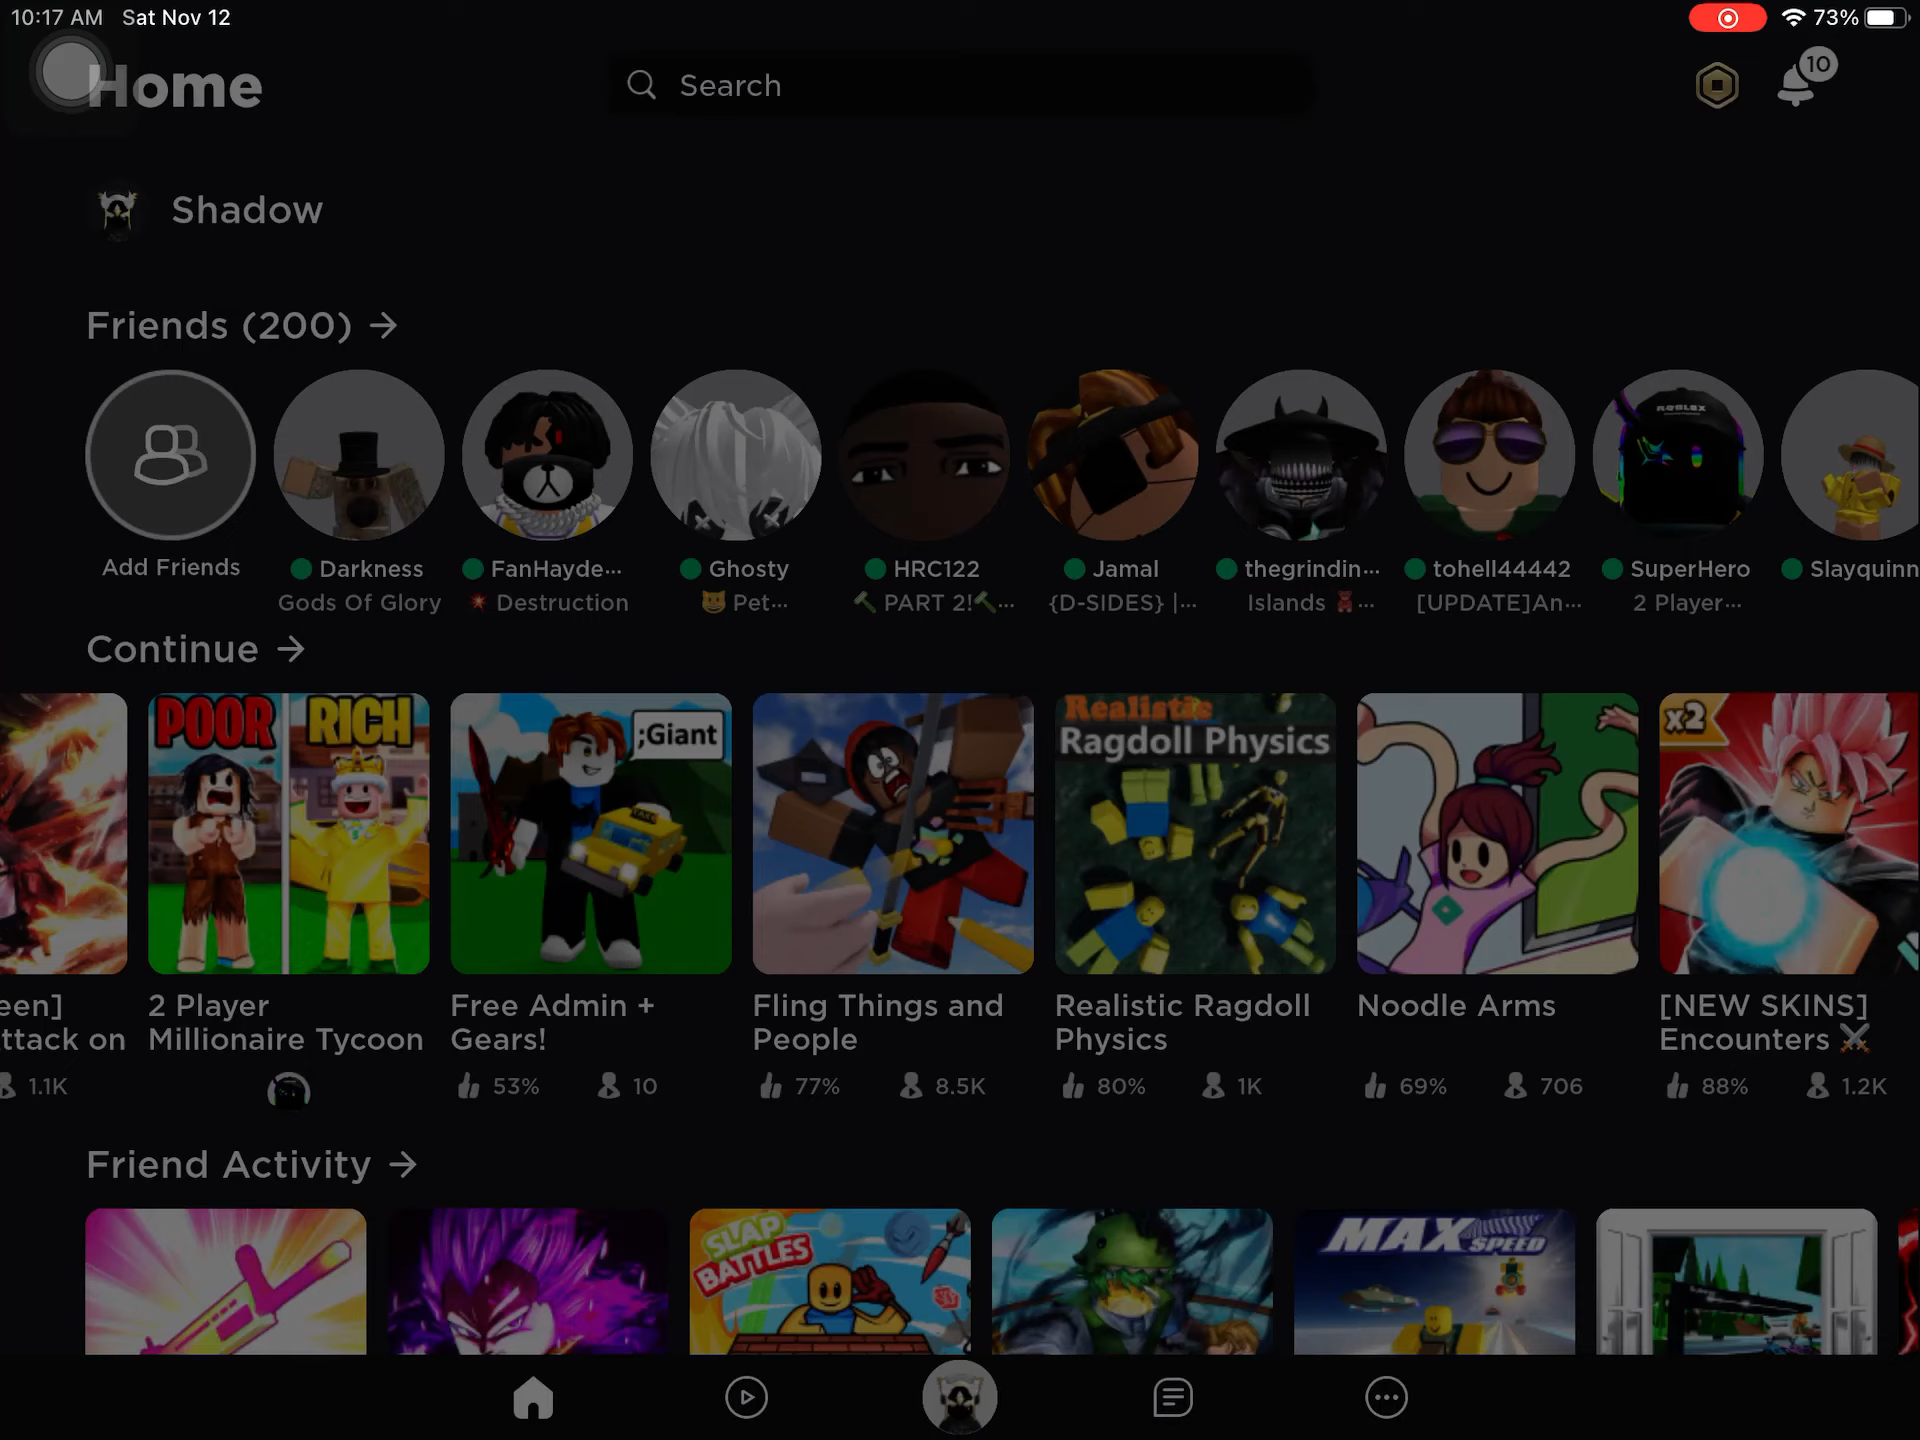 10:17 AM Sat Nov 12
73%
Home
Search
10
Shadow
Friends (200) →
ROBLOX
Add Friends
Darkness
FanHayde...
Ghosty
HRC122
Jamal
thegrindin...
tohell44442
SuperHero
Slayquinn
Gods Of Glory
💥 Destruction
😺 Pet...
🔨 PART 2!🔨...
{D-SIDES} |...
Islands 🧸...
[UPDATE]An...
2 Player...
Continue →
POOR RICH
;Giant
TAXI
Realistic
Ragdoll Physics
x2
een]
ttack on
2 Player
Millionaire Tycoon
Free Admin +
Gears!
Fling Things and
People
Realistic Ragdoll
Physics
Noodle Arms
[NEW SKINS]
Encounters ⚔️
1.1K
53% 10
77% 8.5K
80% 1K
69% 706
88% 1.2K
Friend Activity →
SLAP
BATTLES
MAX SPEED